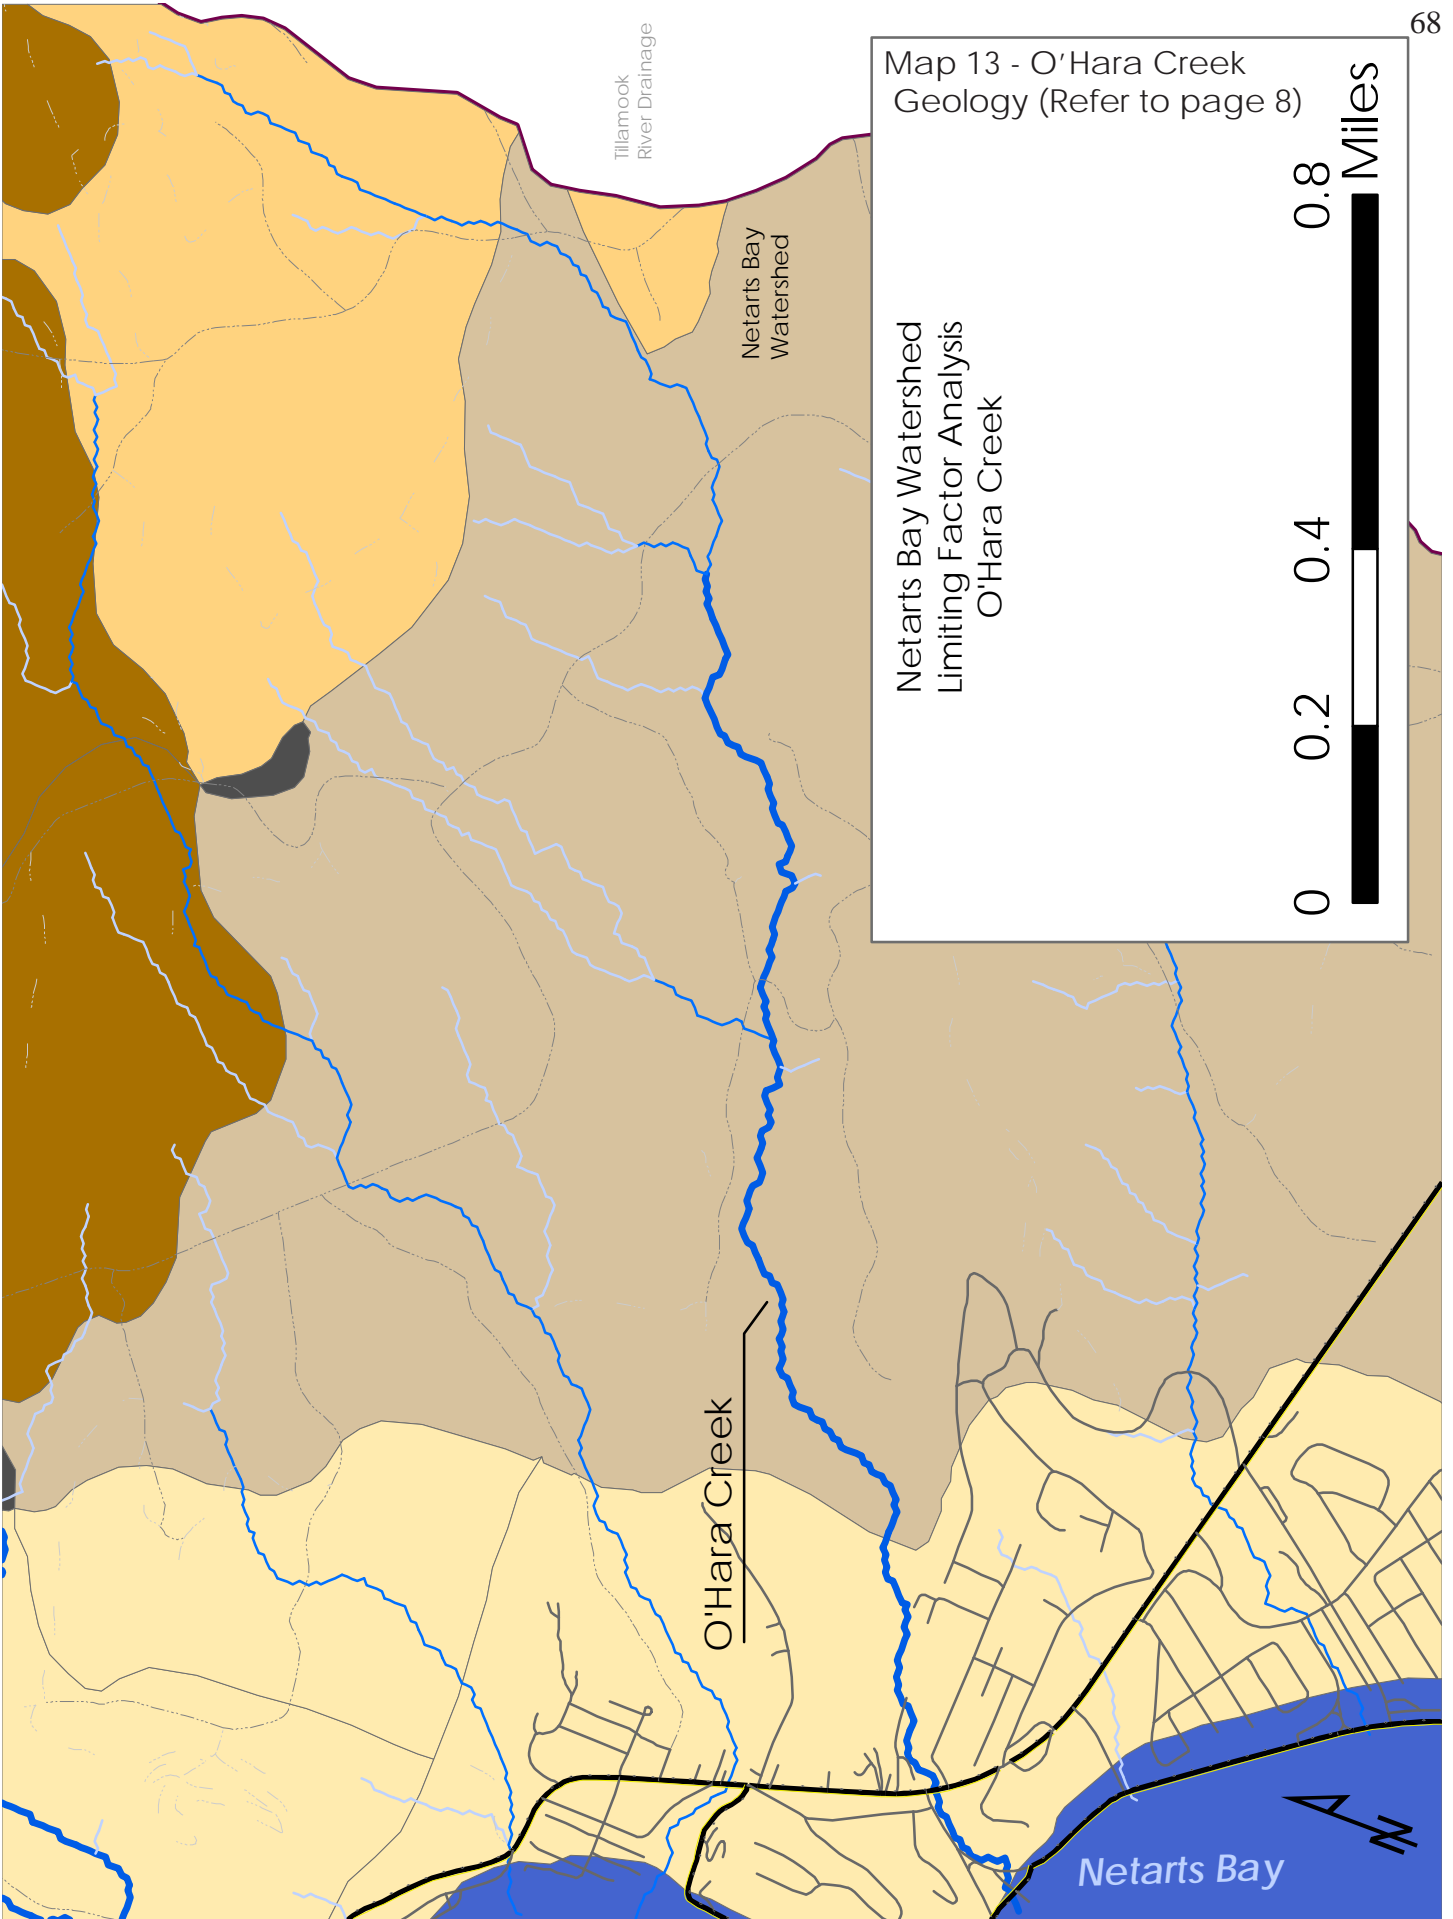 68
Map 13 - O'Hara Creek
Geology (Refer to page 8)
Tillamook
River Drainage
Netarts Bay
Watershed
Netarts Bay Watershed
Limiting Factor Analysis
O'Hara Creek
0 0.2 0.4 0.8
Miles
O'Hara Creek
Netarts Bay
N